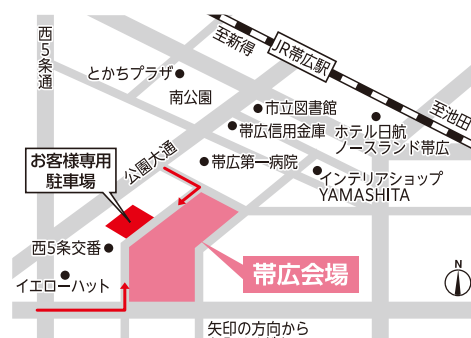 西5条通
至新得
JR帯広駅
至池田
とかちプラザ
南公園
市立図書館
帯広信用金庫
ホテル日航
ノースランド帯広
お客様専用
駐車場
公園大通
帯広第一病院
インテリアショップ
YAMASHITA
西5条交番
イエローハット
帯広会場
N
矢印の方向から